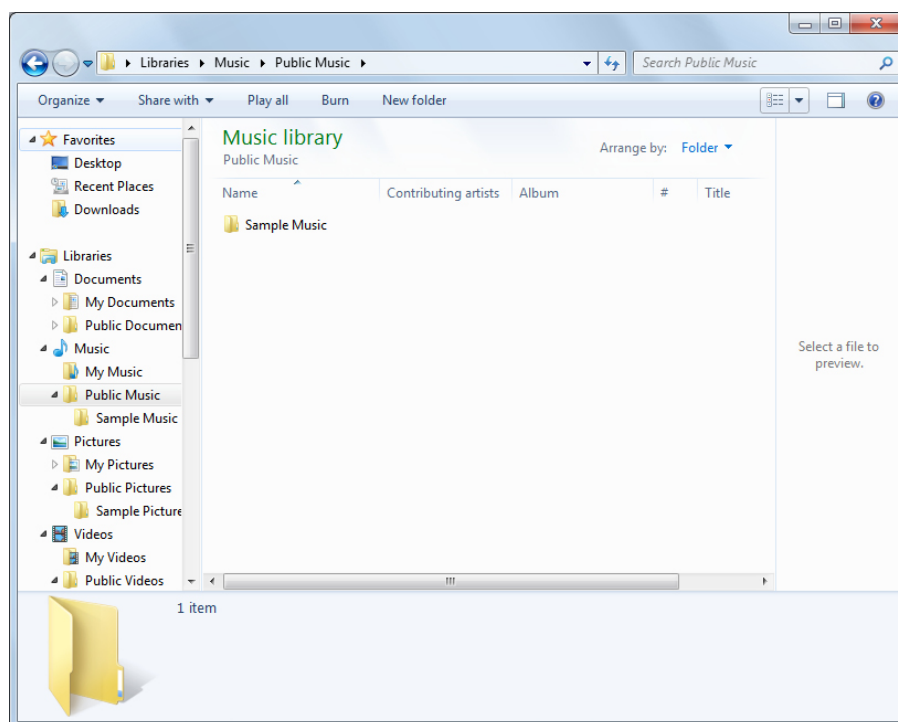 Libraries Music Public Music
Search Public Music
Organize Share with Play all Burn New folder
Favorites
Desktop
Recent Places
Downloads
Libraries
Documents
My Documents
Public Documen
Music
My Music
Public Music
Sample Music
Pictures
My Pictures
Public Pictures
Sample Picture
Videos
My Videos
Public Videos
Music library
Public Music
Arrange by: Folder
Name Contributing artists Album # Title
Sample Music
Select a file to
preview.
1 item